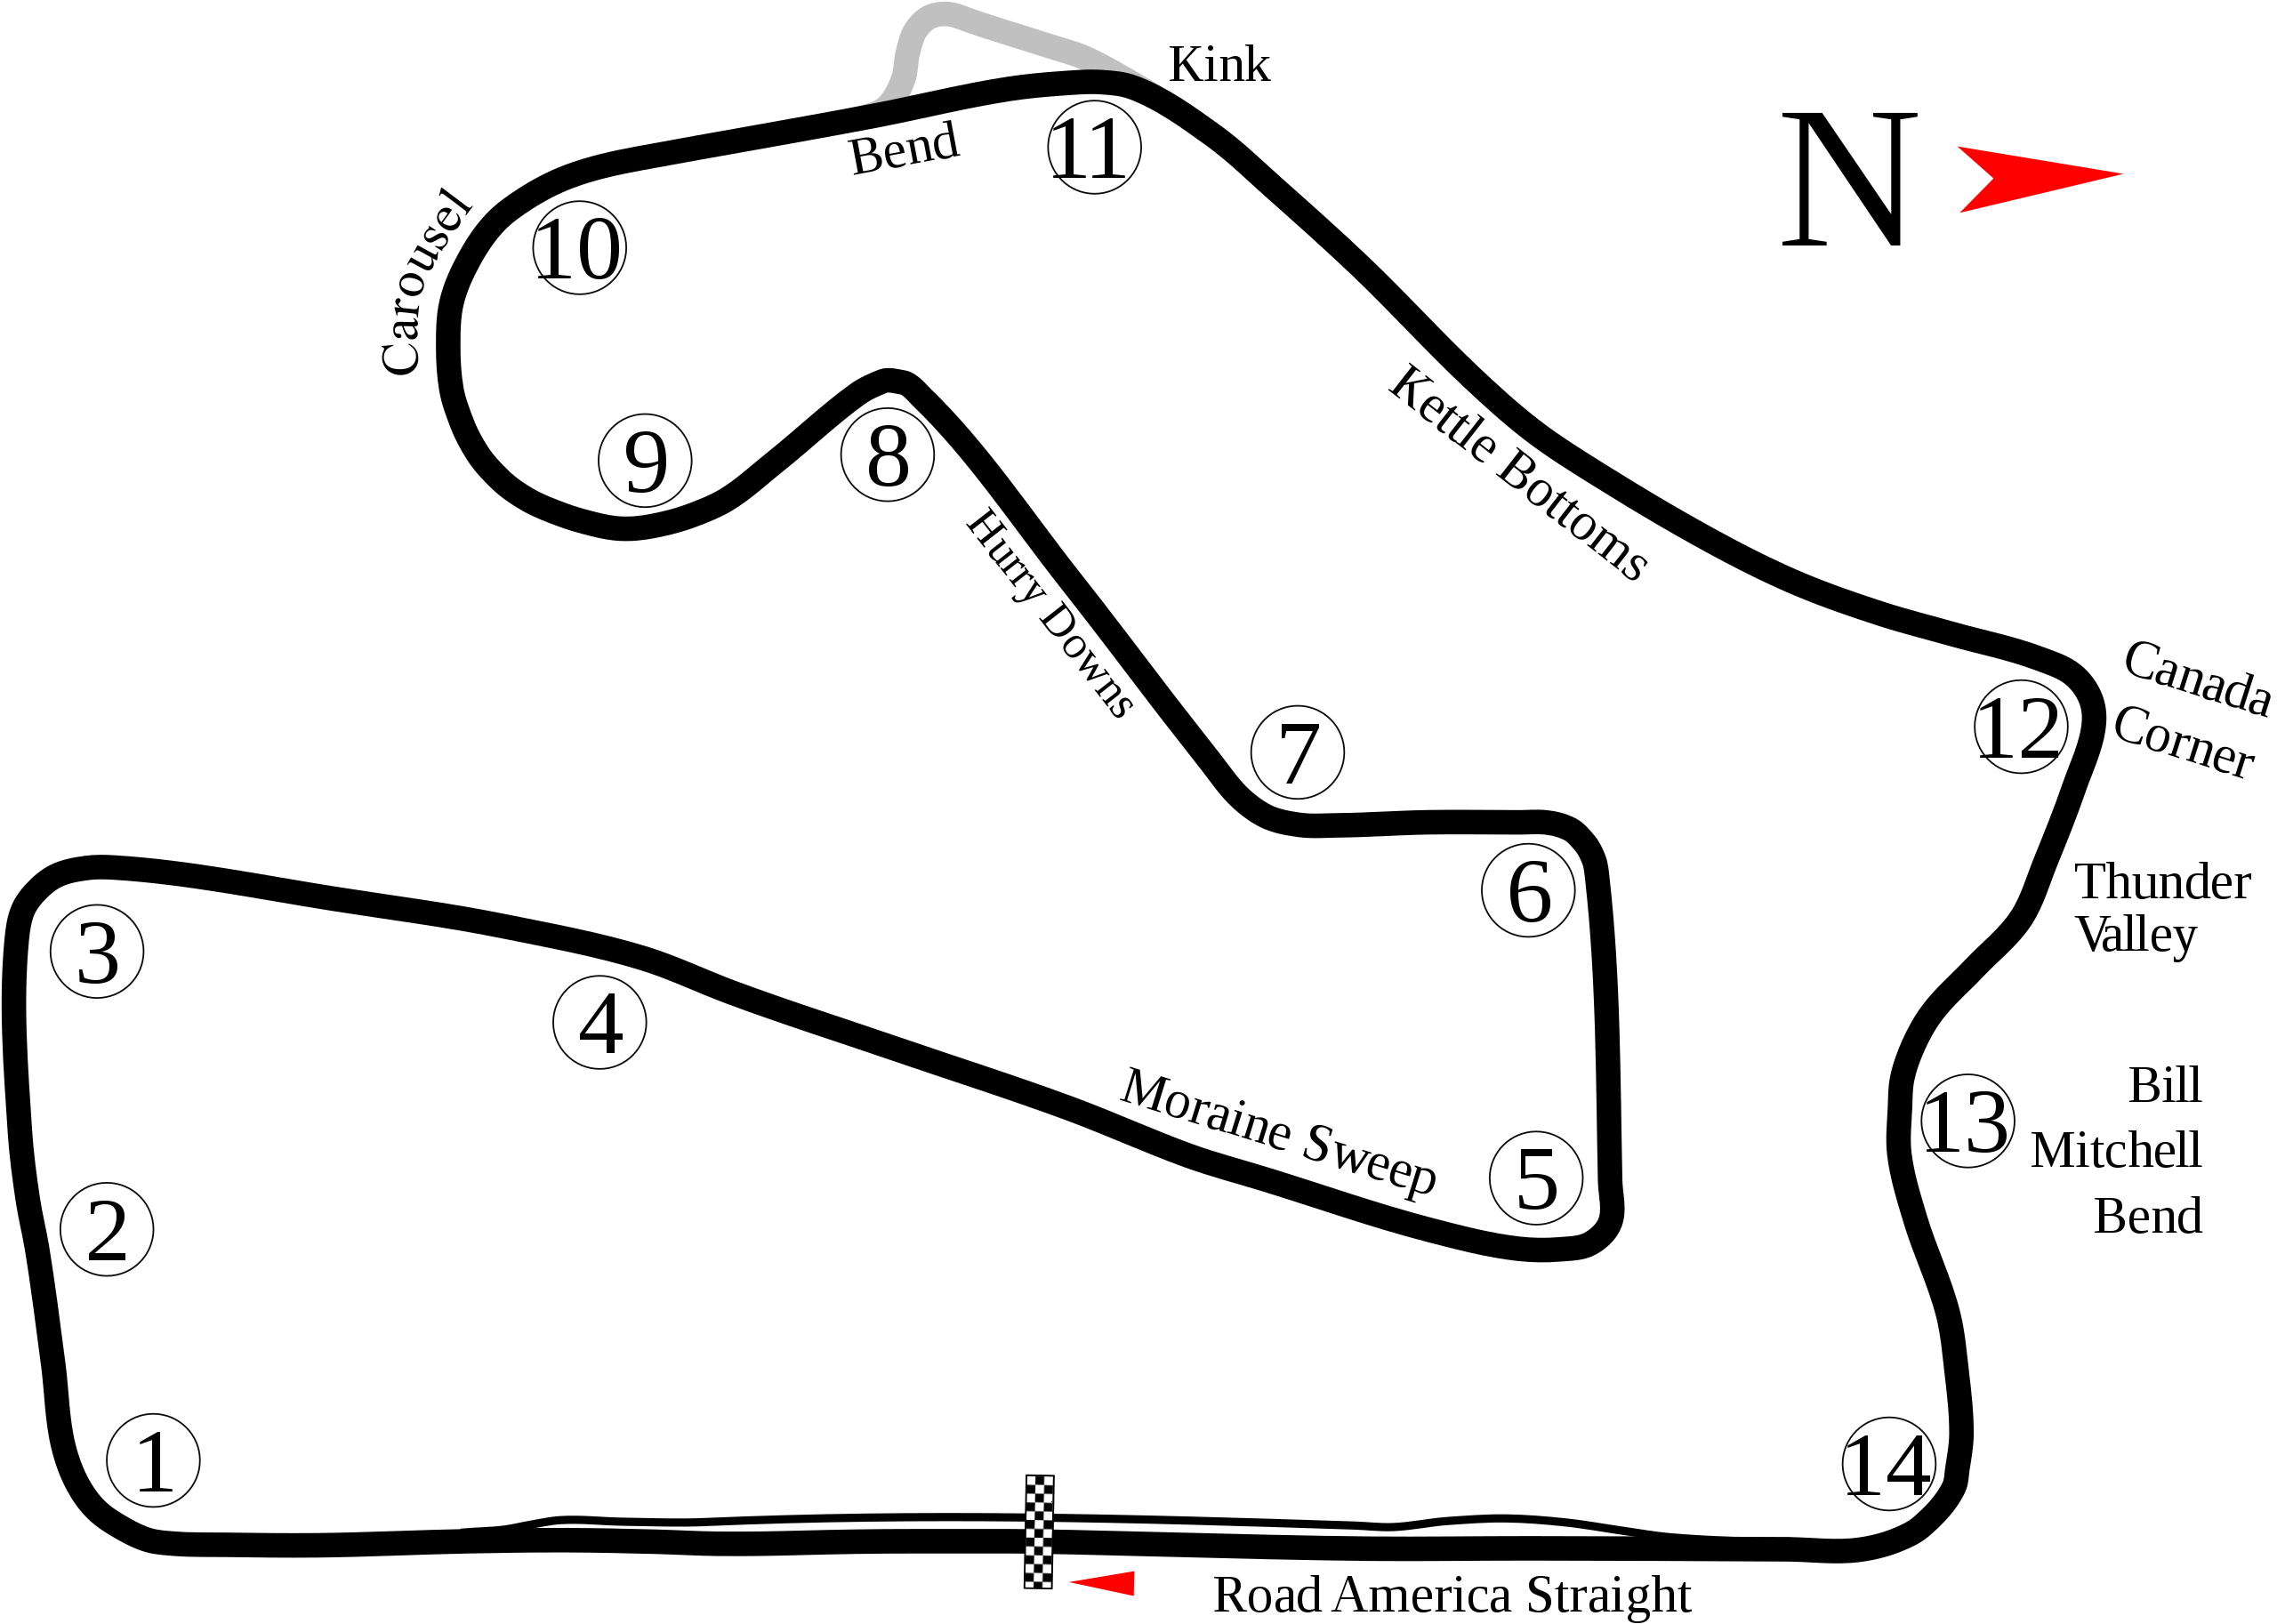 Kink
N
11
Bend
10
Carousel
9
8
Kettle Bottoms
Hurry Downs
Canada
Corner
12
7
6
Thunder
Valley
3
4
Moraine Sweep
5
13
Bill
Mitchell
Bend
2
1
14
Road America Straight